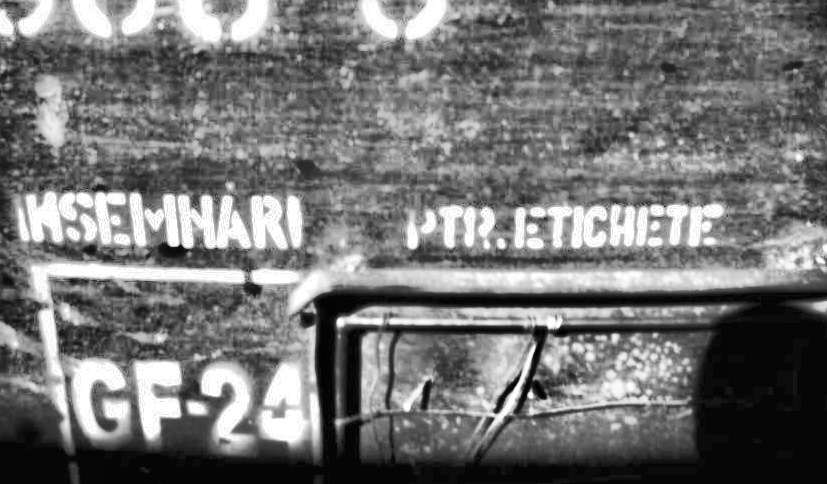 INSEMNARI PTR.ETICHETE
GF-24